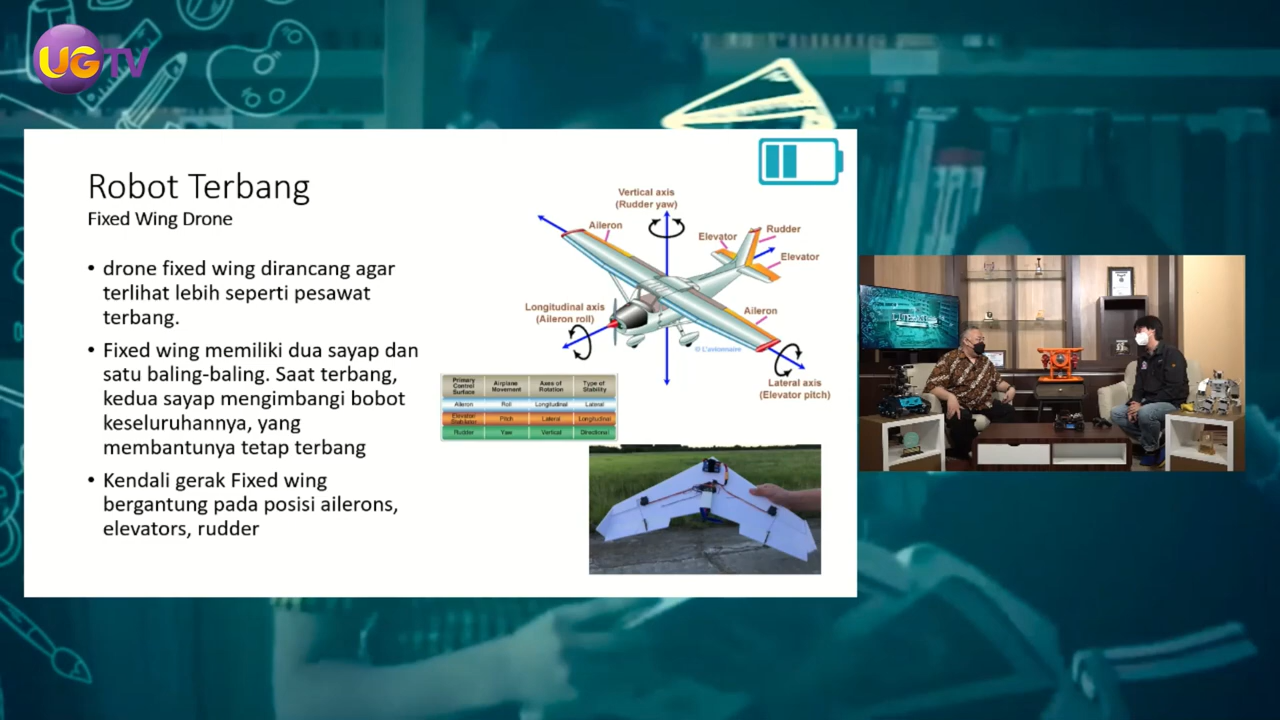 UGTV
Robot Terbang
Fixed Wing Drone
• drone fixed wing dirancang agar
terlihat lebih seperti pesawat
terbang.
• Fixed wing memiliki dua sayap dan
satu baling-baling. Saat terbang,
kedua sayap mengimbangi bobot
keseluruhannya, yang
membantunya tetap terbang
• Kendali gerak Fixed wing
bergantung pada posisi ailerons,
elevators, rudder
Vertical axis
(Rudder yaw)
Aileron
Rudder
Elevator
Elevator
Longitudinal axis
(Aileron roll)
Aileron
© L'avionnaire
Lateral axis
(Elevator pitch)
Primary Control Surface Airplane Movement Axes of Rotation Type of Stability
Aileron Roll Longitudinal Lateral
Elevator/Stabilator Pitch Lateral Longitudinal
Rudder Yaw Vertical Directional